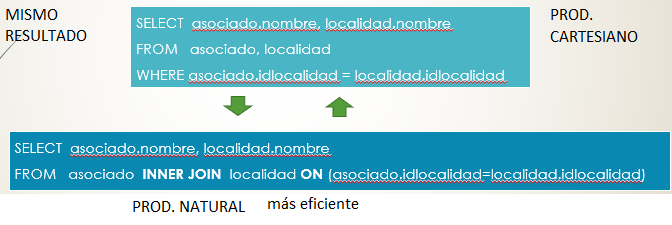 MISMO
RESULTADO
SELECT asociado.nombre, localidad.nombre
FROM asociado, localidad
WHERE asociado.idlocalidad = localidad.idlocalidad
PROD.
CARTESIANO
SELECT asociado.nombre, localidad.nombre
FROM asociado INNER JOIN localidad ON (asociado.idlocalidad=localidad.idlocalidad)
PROD. NATURAL más eficiente